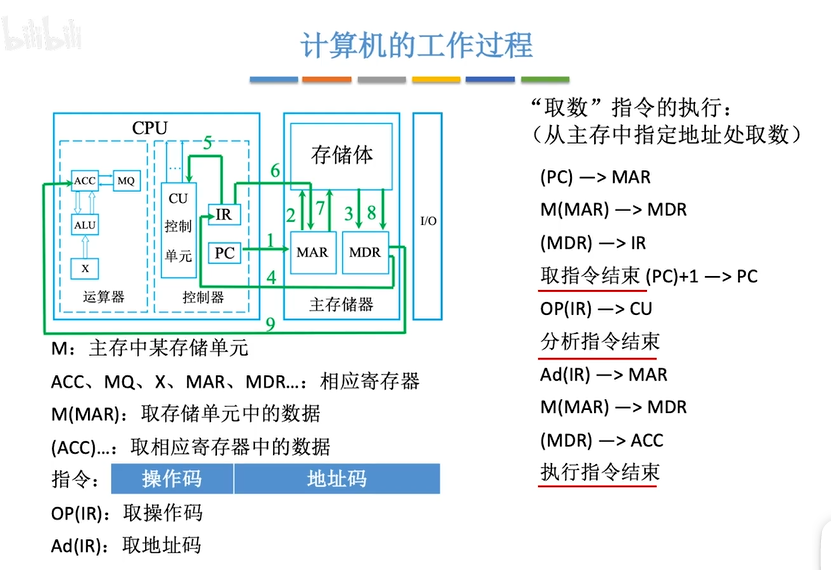 bilibili
计算机的工作过程
CPU
ACC
MQ
ALU
X
运算器
...
CU
控制
单元
IR
PC
控制器
存储体
MAR
MDR
主存储器
I/O
5
6
2
7
3
8
1
4
9
M：主存中某存储单元
ACC、MQ、X、MAR、MDR...：相应寄存器
M(MAR)：取存储单元中的数据
(ACC)...：取相应寄存器中的数据
指令： 操作码 地址码
OP(IR)：取操作码
Ad(IR)：取地址码
“取数”指令的执行：
（从主存中指定地址处取数）
(PC) —> MAR
M(MAR) —> MDR
(MDR) —> IR
取指令结束 (PC)+1 —> PC
OP(IR) —> CU
分析指令结束
Ad(IR) —> MAR
M(MAR) —> MDR
(MDR) —> ACC
执行指令结束